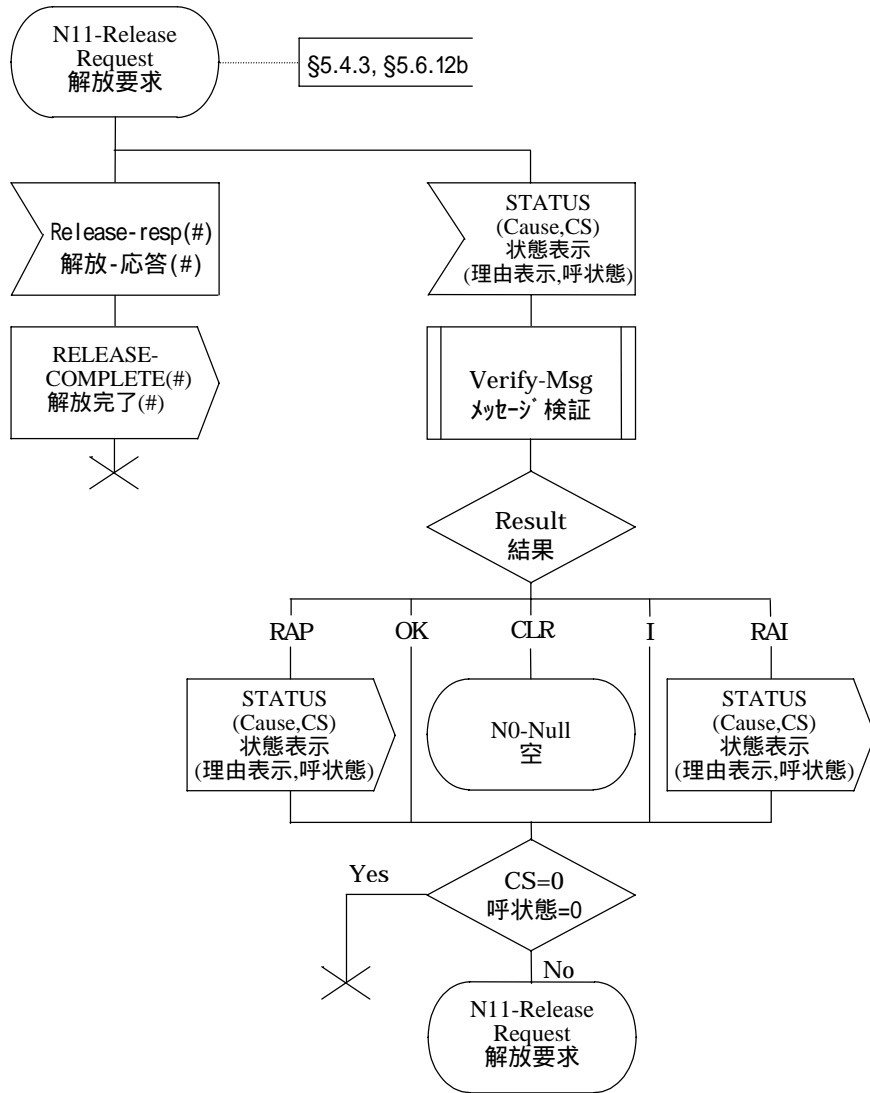 N11-Release
Request
解放要求
§5.4.3, §5.6.12b
Release-resp(#)
解放-応答(#)
STATUS
(Cause,CS)
状態表示
(理由表示,呼状態)
RELEASE-
COMPLETE(#)
解放完了(#)
Verify-Msg
ﾒｯｾｰｼﾞ検証
Result
結果
RAP
OK
CLR
I
RAI
STATUS
(Cause,CS)
状態表示
(理由表示,呼状態)
N0-Null
空
STATUS
(Cause,CS)
状態表示
(理由表示,呼状態)
Yes
CS=0
呼状態=0
No
N11-Release
Request
解放要求